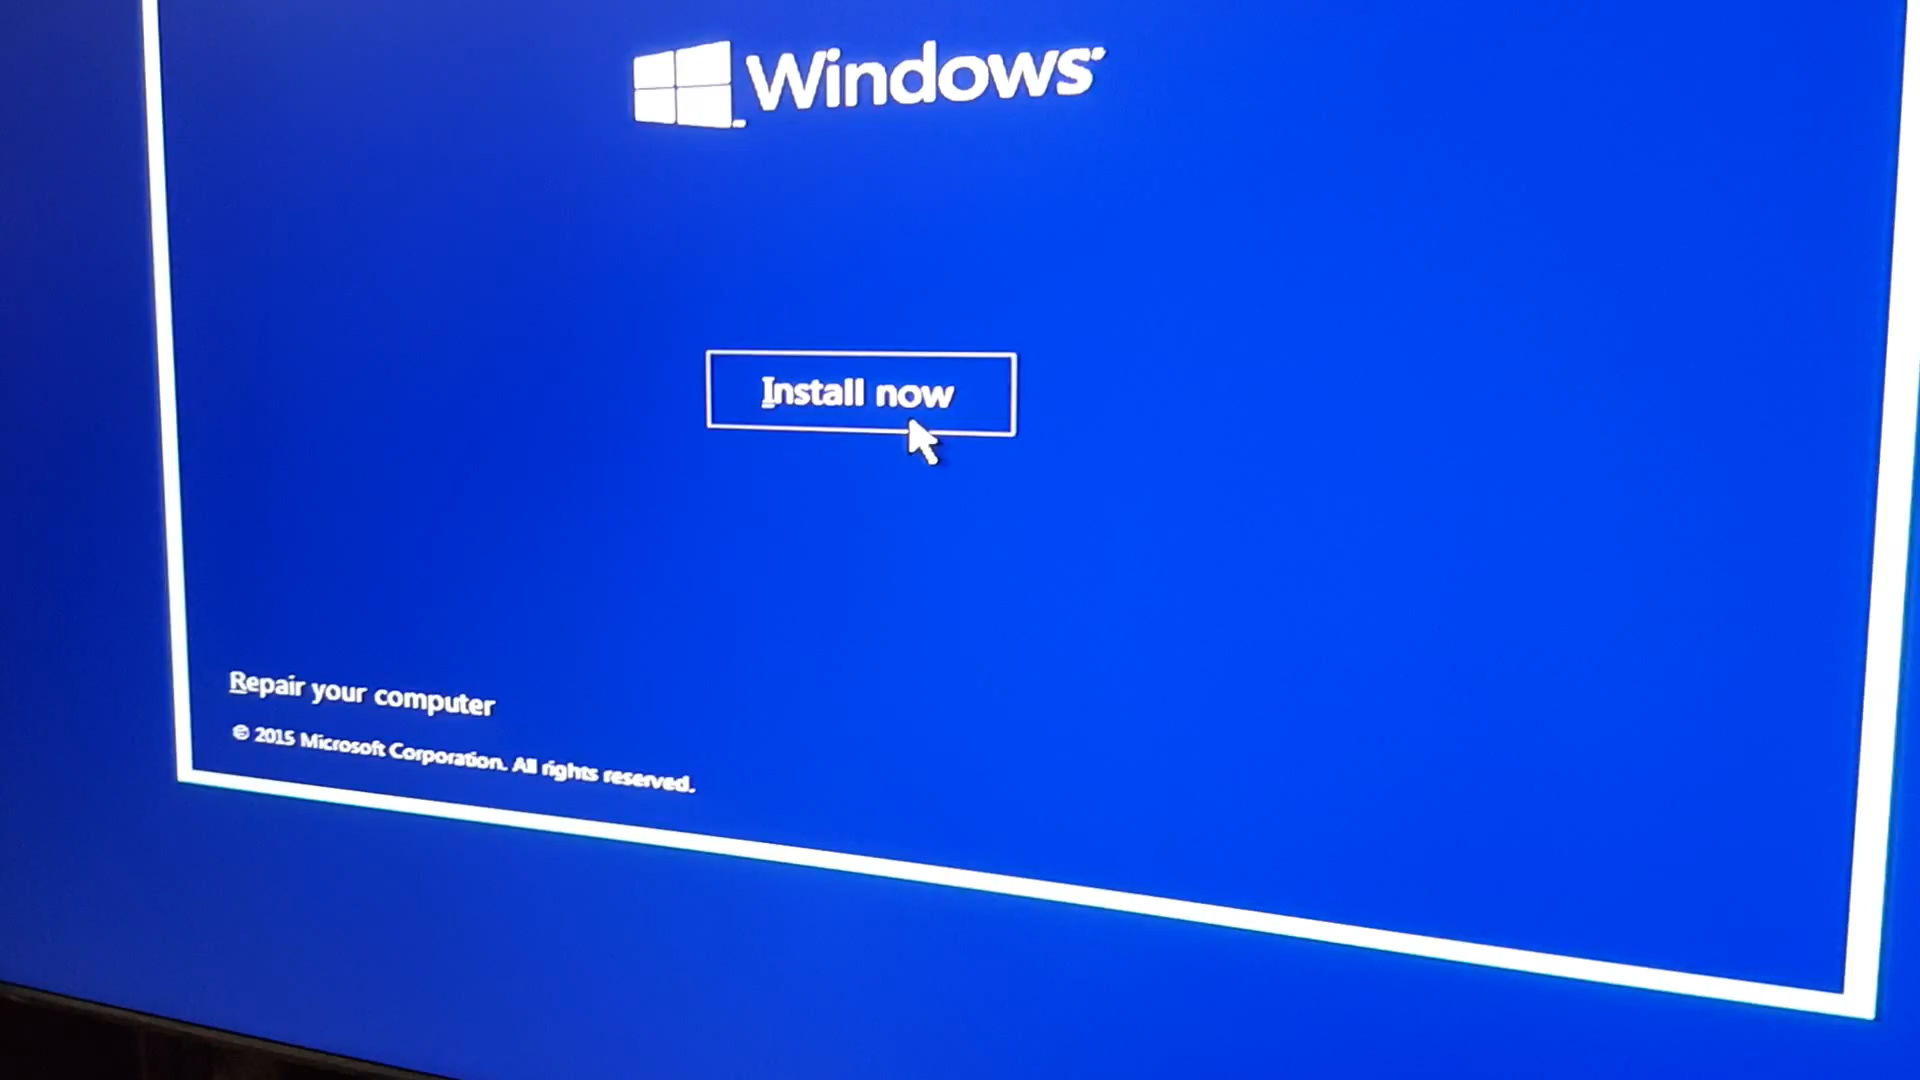 Windows®
Install now
Repair your computer
© 2015 Microsoft Corporation. All rights reserved.